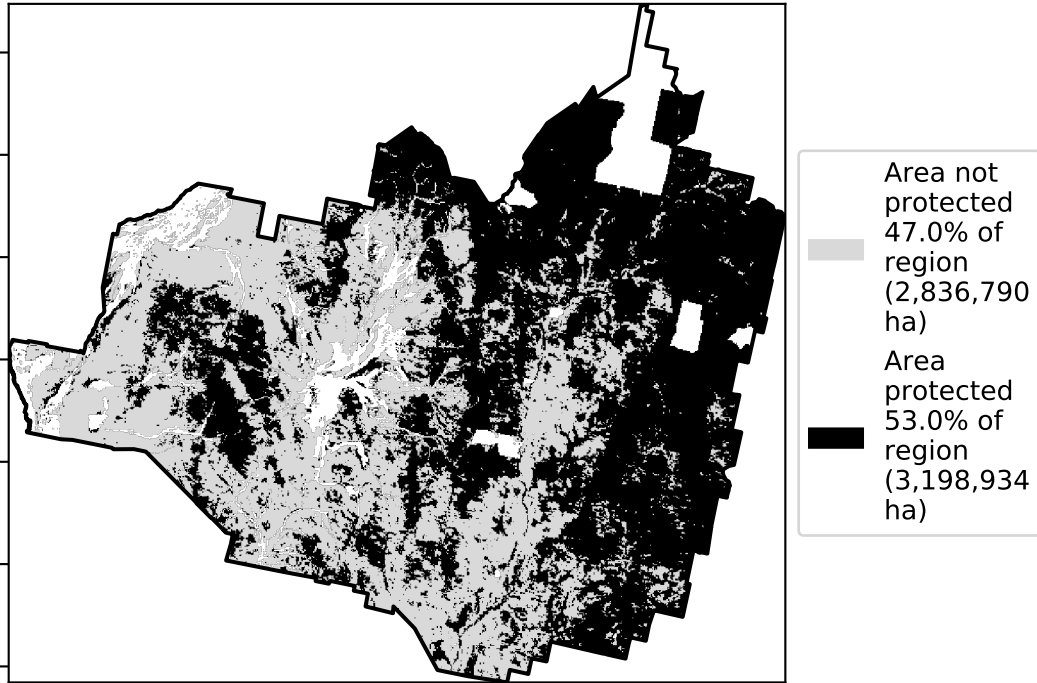 Area not
protected
47.0% of
region
(2,836,790
ha)
Area
protected
53.0% of
region
(3,198,934
ha)